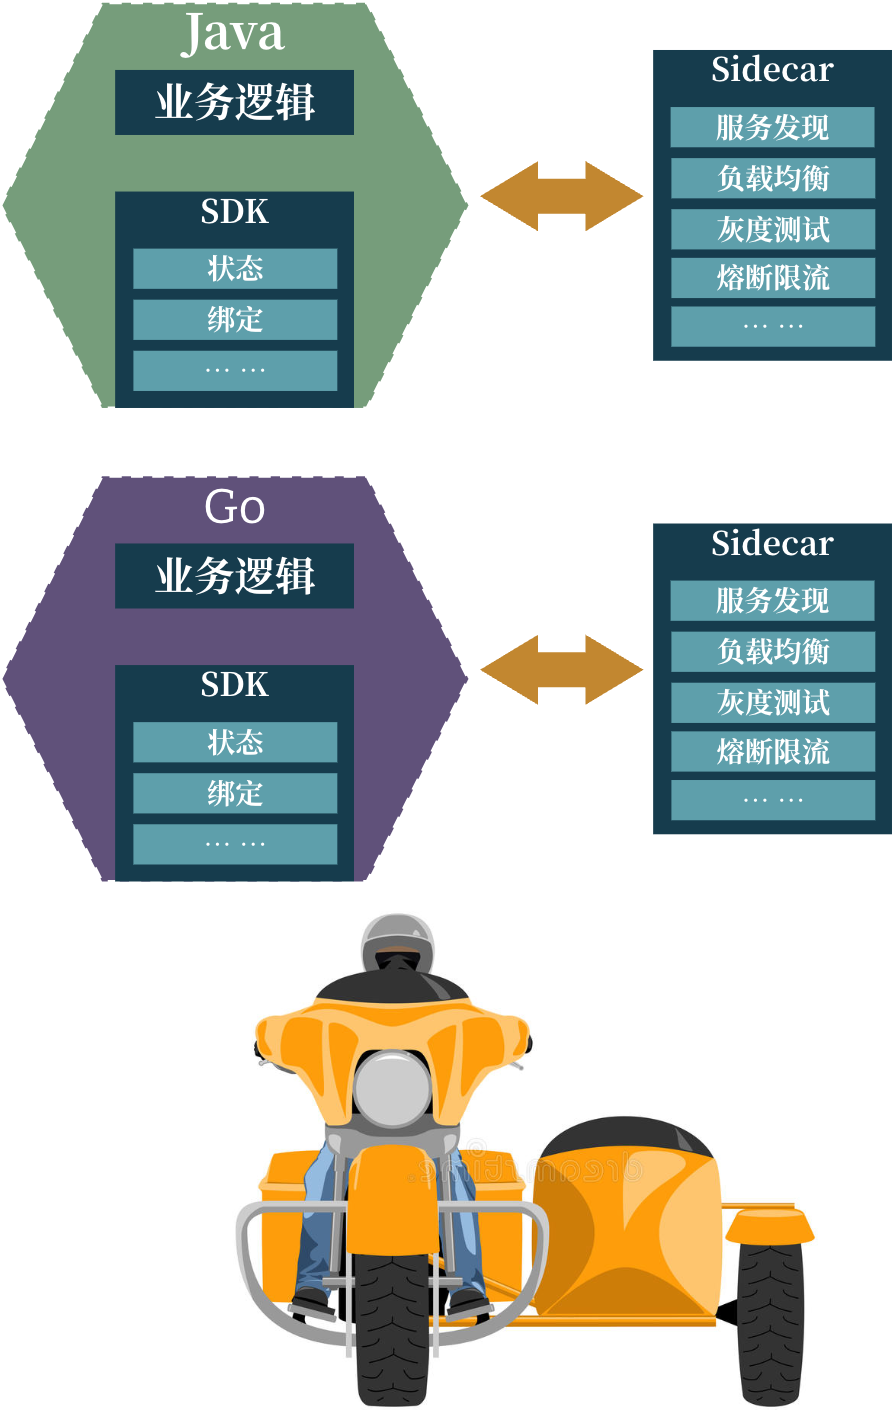 Java
业务逻辑
SDK
状态
绑定
... ...
Sidecar
服务发现
负载均衡
灰度测试
熔断限流
... ...
Go
业务逻辑
SDK
状态
绑定
... ...
Sidecar
服务发现
负载均衡
灰度测试
熔断限流
... ...